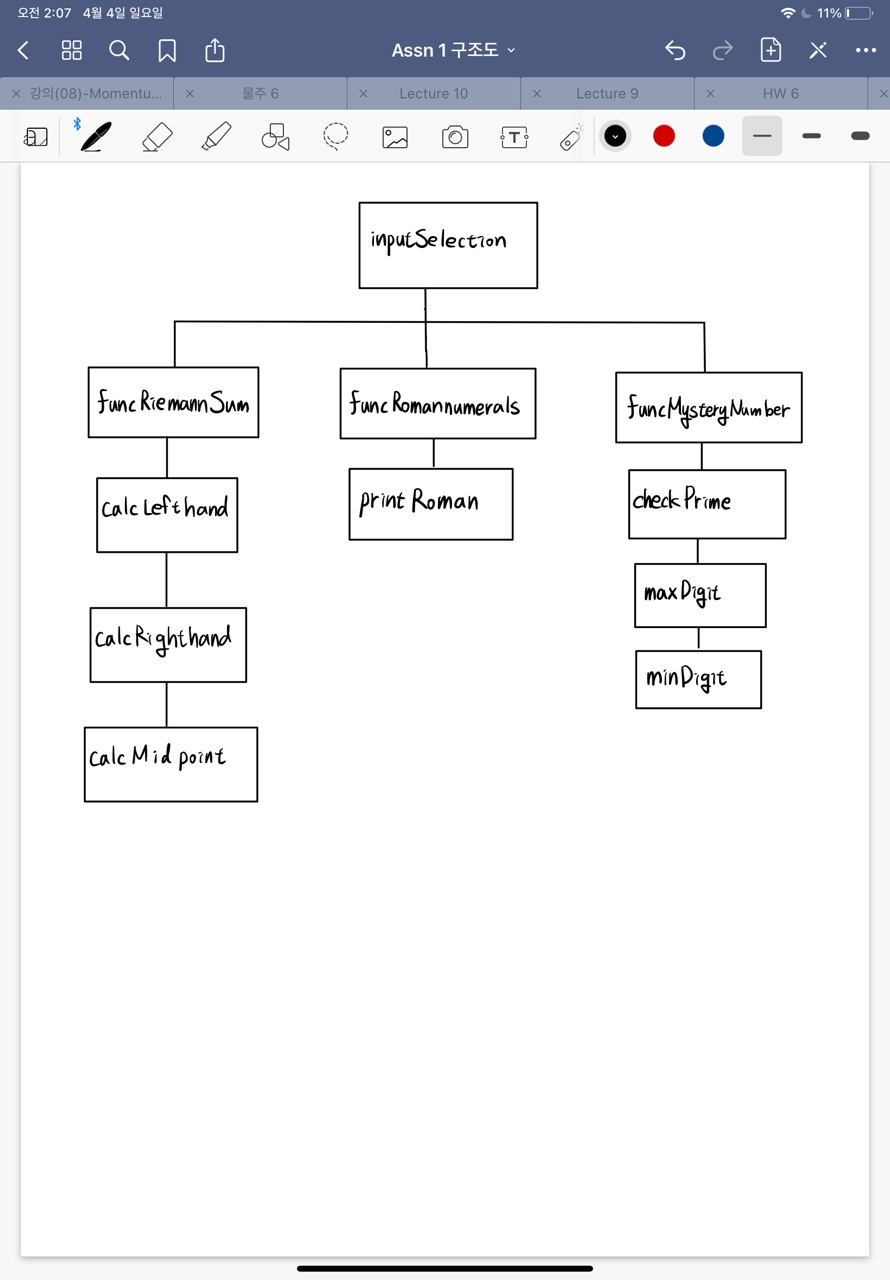 오전 2:07 4월 4일 일요일
11%
Assn 1 구조도
강의(08)-Momentu...
물주 6
Lecture 10
Lecture 9
HW 6
T
inputSelection
funcRiemannSum
funcRomannumerals
funcMysteryNumber
calcLefthand
printRoman
checkPrime
maxDigit
calcRighthand
minDigit
calcMidpoint